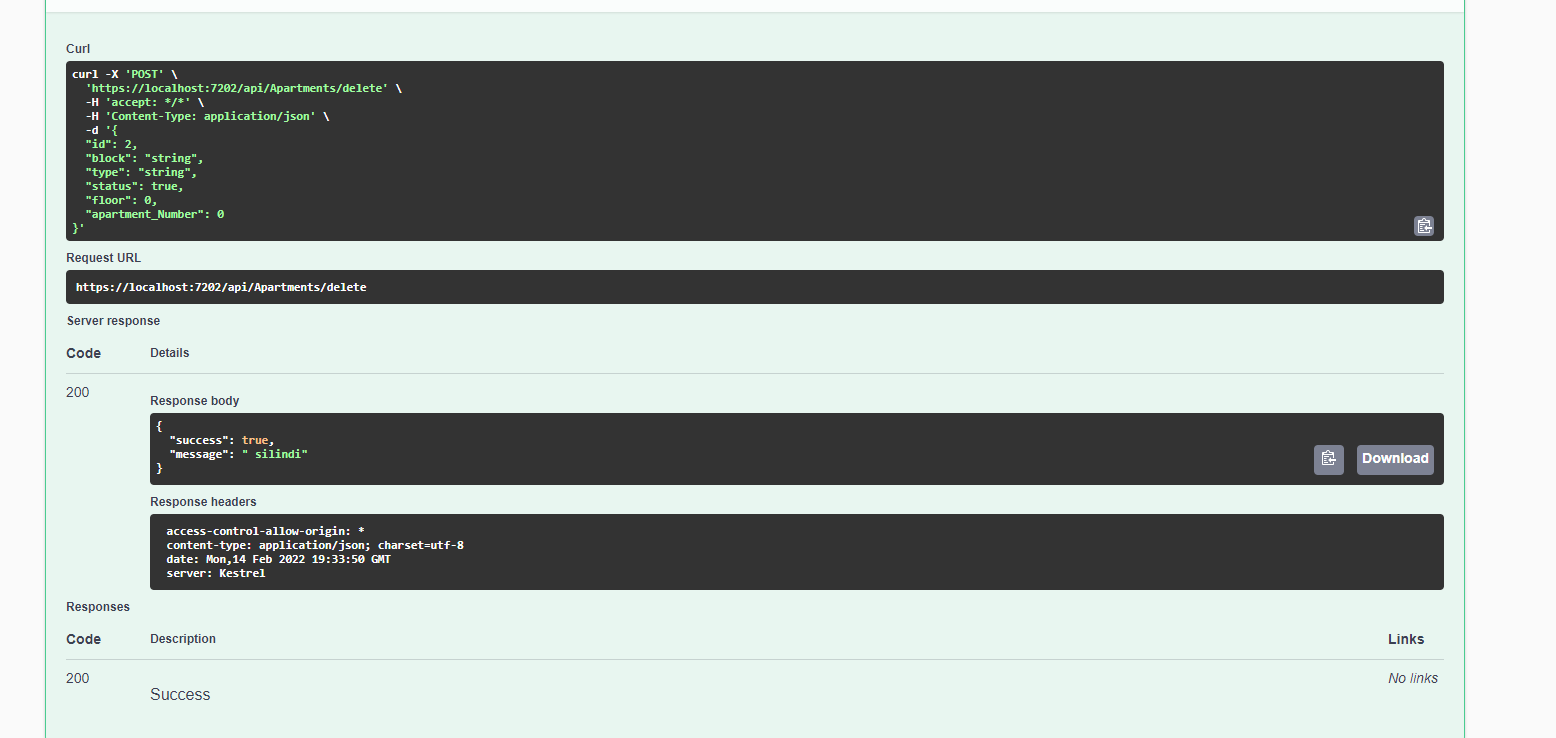 Curl
curl -X 'POST' \
'https://localhost:7202/api/Apartments/delete' \
-H 'accept: */*' \
-H 'Content-Type: application/json' \
-d '{
"id": 2,
"block": "string",
"type": "string",
"status": true,
"floor": 0,
"apartment_Number": 0
}'
Request URL
https://localhost:7202/api/Apartments/delete
Server response
Code Details
200
Response body
{
"success": true,
"message": " silindi"
}
Download
Response headers
access-control-allow-origin: *
content-type: application/json; charset=utf-8
date: Mon,14 Feb 2022 19:33:50 GMT
server: Kestrel
Responses
Code Description Links
200 No links
Success